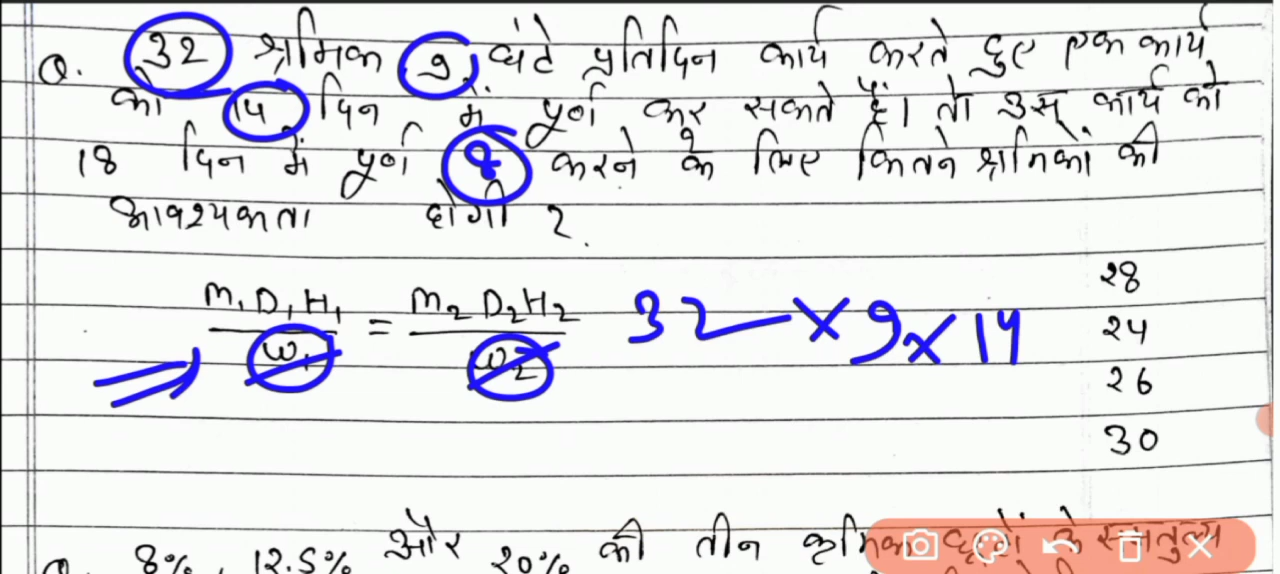 Q. 32 श्रमिक 9 घंटे प्रतिदिन कार्य करते हुए एक कार्य
को 14 दिन में पूर्ण कर सकते हैं। तो उस कार्य को
18 दिन में पूर्ण 8 करने के लिए कितने श्रमिकों की
आवश्यकता होगी ?
28
M₁D₁H₁ / W₁ = M₂D₂H₂ / W₂ 32 × 9 × 14
24
26
30
Q. 8%, 12.5% और 20% की तीन क्रमिक